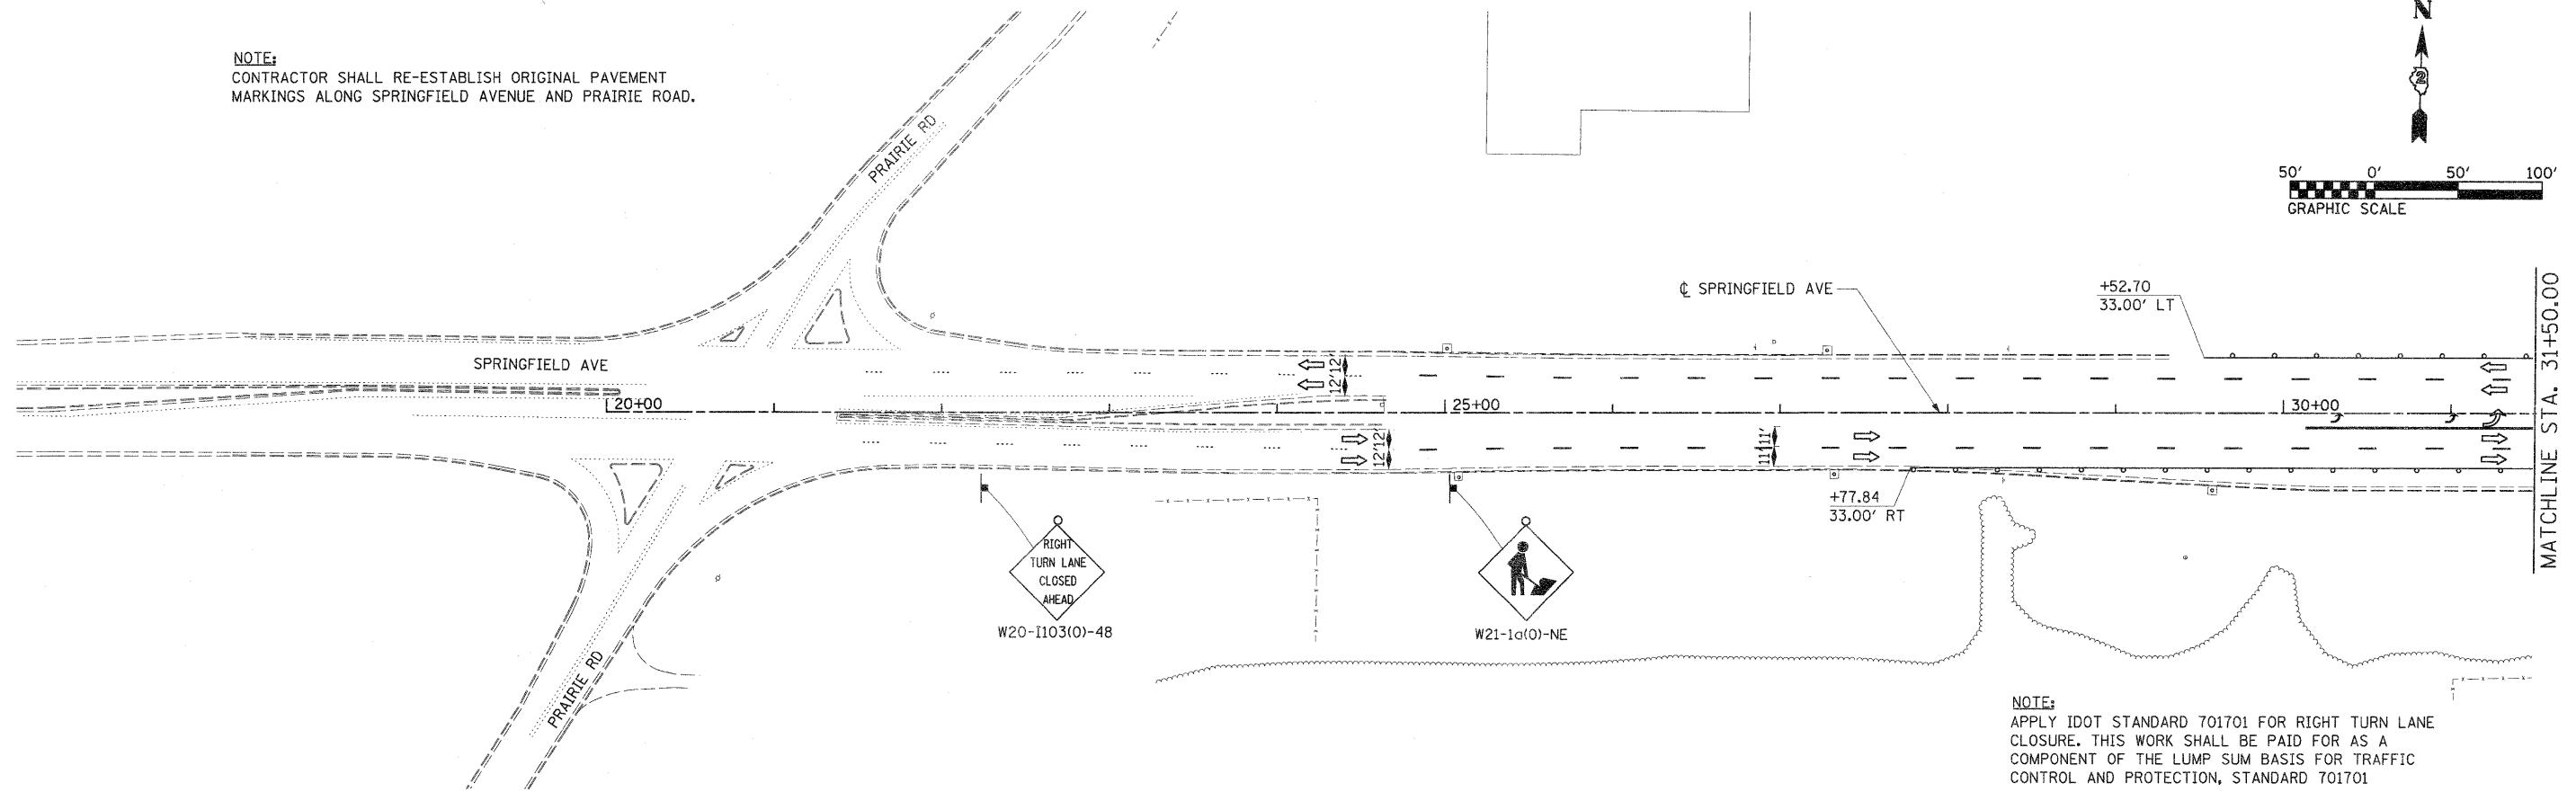 NOTE:
CONTRACTOR SHALL RE-ESTABLISH ORIGINAL PAVEMENT
MARKINGS ALONG SPRINGFIELD AVENUE AND PRAIRIE ROAD.
N
2
50' 0' 50' 100'
GRAPHIC SCALE
PRAIRIE RD
℄ SPRINGFIELD AVE
+52.70
33.00' LT
MATCHLINE STA. 31+50.00
SPRINGFIELD AVE
12'12'
20+00
25+00
30+00
12'12'
11'11'
+77.84
33.00' RT
RIGHT
TURN LANE
CLOSED
AHEAD
W20-I103(O)-48
W21-1a(O)-NE
PRAIRIE RD
NOTE:
APPLY IDOT STANDARD 701701 FOR RIGHT TURN LANE
CLOSURE. THIS WORK SHALL BE PAID FOR AS A
COMPONENT OF THE LUMP SUM BASIS FOR TRAFFIC
CONTROL AND PROTECTION, STANDARD 701701